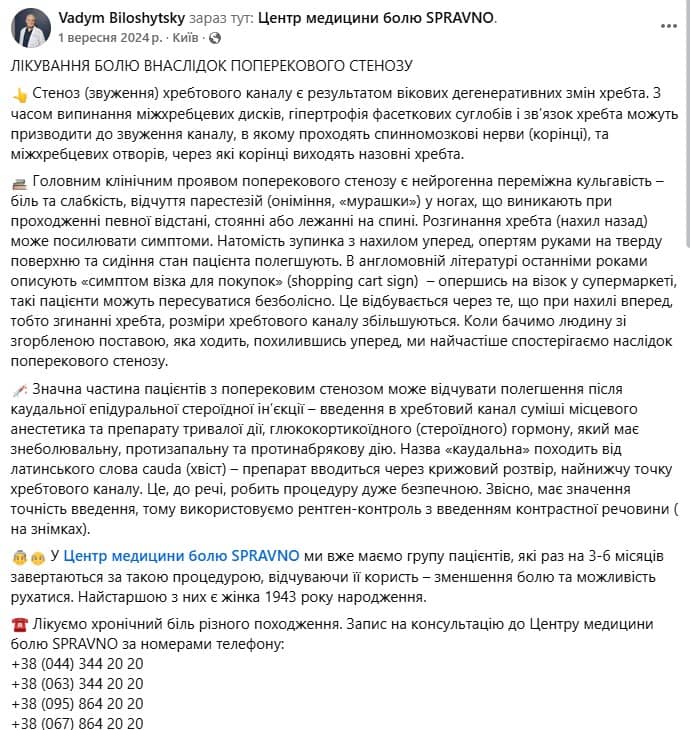 Vadym Biloshytsky зараз тут: Центр медицини болю SPRAVNO.
1 вересня 2024 р. · Київ ·
ЛІКУВАННЯ БОЛЮ ВНАСЛІДОК ПОПЕРЕКОВОГО СТЕНОЗУ
👆 Стеноз (звуження) хребтового каналу є результатом вікових дегенеративних змін хребта. З
часом випинання міжхребцевих дисків, гіпертрофія фасеткових суглобів і зв'язок хребта можуть
призводити до звуження каналу, в якому проходять спинномозкові нерви (корінці), та
міжхребцевих отворів, через які корінці виходять назовні хребта.
📚 Головним клінічним проявом поперекового стенозу є нейрогенна переміжна кульгавість –
біль та слабкість, відчуття парестезій (оніміння, «мурашки») у ногах, що виникають при
проходженні певної відстані, стоянні або лежанні на спині. Розгинання хребта (нахил назад)
може посилювати симптоми. Натомість зупинка з нахилом уперед, опертям руками на тверду
поверхню та сидіння стан пацієнта полегшують. В англомовній літературі останніми роками
описують «симптом візка для покупок» (shopping cart sign) – опершись на візок у супермаркеті,
такі пацієнти можуть пересуватися безболісно. Це відбувається через те, що при нахилі вперед,
тобто згинанні хребта, розміри хребтового каналу збільшуються. Коли бачимо людину зі
згорбленою поставою, яка ходить, похилившись уперед, ми найчастіше спостерігаємо наслідок
поперекового стенозу.
💉 Значна частина пацієнтів з поперековим стенозом може відчувати полегшення після
каудальної епідуральної стероїдної ін'єкції – введення в хребтовий канал суміші місцевого
анестетика та препарату тривалої дії, глюкокортикоїдного (стероїдного) гормону, який має
знеболювальну, протизапальну та протинабрякову дію. Назва «каудальна» походить від
латинського слова cauda (хвіст) – препарат вводиться через крижовий розтвір, найнижчу точку
хребтового каналу. Це, до речі, робить процедуру дуже безпечною. Звісно, має значення
точність введення, тому використовуємо рентген-контроль з введенням контрастної речовини (
на знімках).
👵👴 У Центр медицини болю SPRAVNO ми вже маємо групу пацієнтів, які раз на 3-6 місяців
завертаються за такою процедурою, відчуваючи її користь – зменшення болю та можливість
рухатися. Найстаршою з них є жінка 1943 року народження.
☎️ Лікуємо хронічний біль різного походження. Запис на консультацію до Центру медицини
болю SPRAVNO за номерами телефону:
+38 (044) 344 20 20
+38 (063) 344 20 20
+38 (095) 864 20 20
+38 (067) 864 20 20